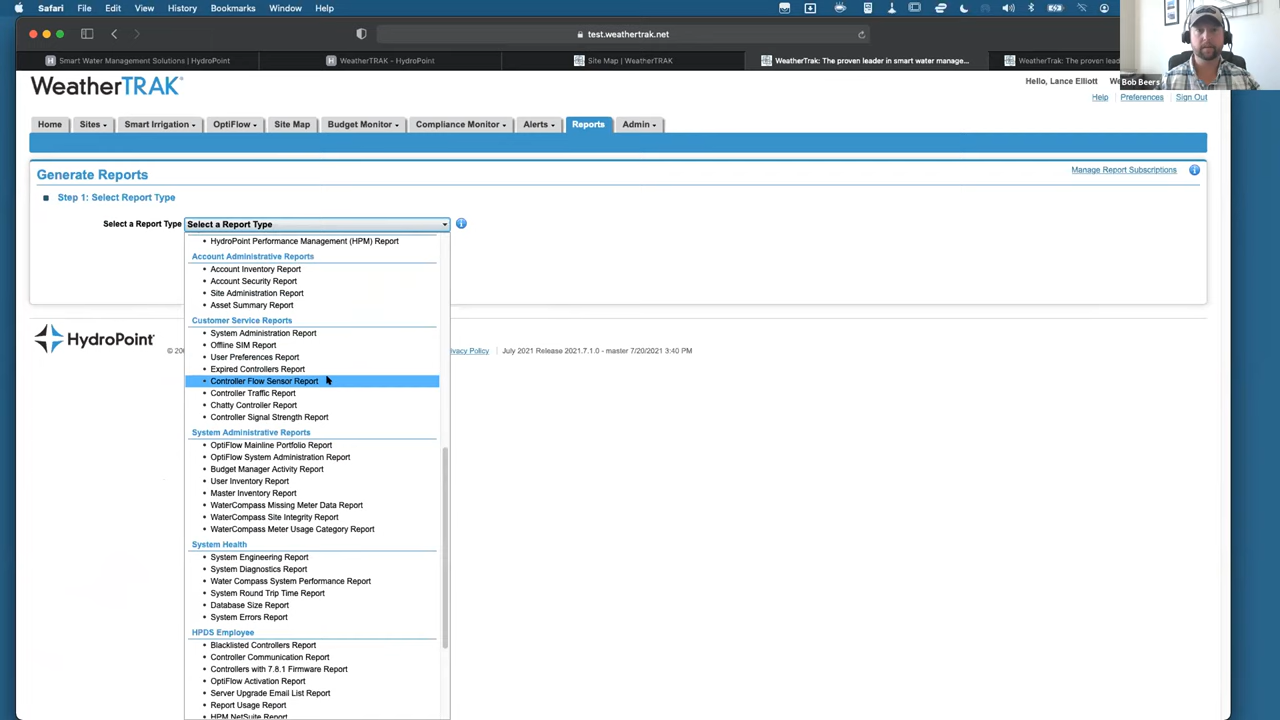 Safari File Edit View History Bookmarks Window Help
test.weathertrak.net
Smart Water Management Solutions | HydroPoint
WeatherTRAK - HydroPoint
Site Map | WeatherTRAK
WeatherTrak: The proven leader in smart water manage...
WeatherTrak: The proven lead
Bob Beers
WeatherTRAK
Hello, Lance Elliott
Help Preferences Sign Out
Home Sites Smart Irrigation OptiFlow Site Map Budget Monitor Compliance Monitor Alerts Reports Admin
Generate Reports
Manage Report Subscriptions
Step 1: Select Report Type
Select a Report Type Select a Report Type
HydroPoint Performance Management (HPM) Report
Account Administrative Reports
Account Inventory Report
Account Security Report
Site Administration Report
Asset Summary Report
Customer Service Reports
System Administration Report
Offline SIM Report
User Preferences Report
Expired Controllers Report
Controller Flow Sensor Report
Controller Traffic Report
Chatty Controller Report
Controller Signal Strength Report
System Administrative Reports
OptiFlow Mainline Portfolio Report
OptiFlow System Administration Report
Budget Manager Activity Report
User Inventory Report
Master Inventory Report
WaterCompass Missing Meter Data Report
WaterCompass Site Integrity Report
WaterCompass Meter Usage Category Report
System Health
System Engineering Report
System Diagnostics Report
Water Compass System Performance Report
System Round Trip Time Report
Database Size Report
System Errors Report
HPDS Employee
Blacklisted Controllers Report
Controller Communication Report
Controllers with 7.8.1 Firmware Report
OptiFlow Activation Report
Server Upgrade Email List Report
Report Usage Report
HPM NetSuite Report
HydroPoint
© 20
ivacy Policy July 2021 Release 2021.7.1.0 - master 7/20/2021 3:40 PM